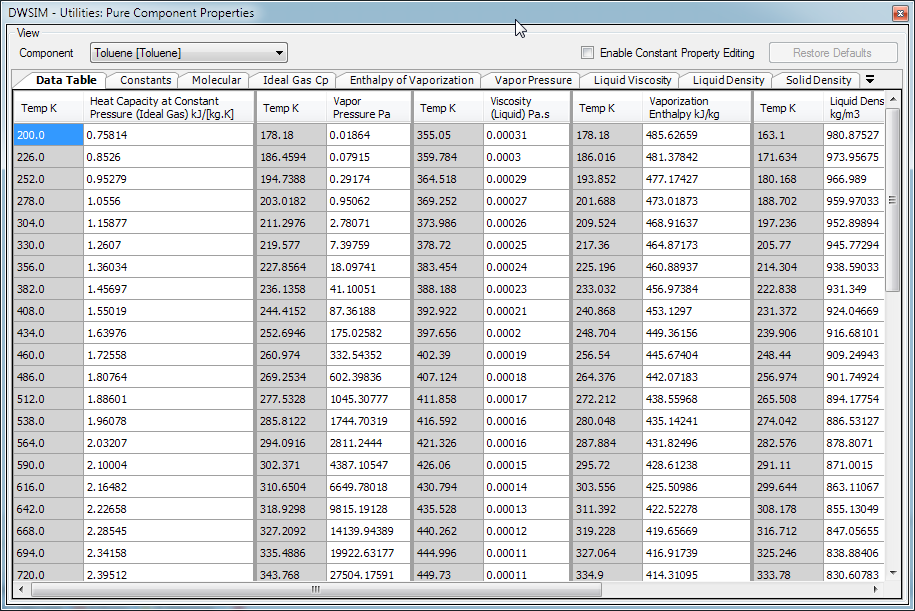 DWSIM - Utilities: Pure Component Properties
View
Component Toluene [Toluene] Enable Constant Property Editing Restore Defaults
Data Table Constants Molecular Ideal Gas Cp Enthalpy of Vaporization Vapor Pressure Liquid Viscosity Liquid Density Solid Density
Temp K Heat Capacity at Constant Pressure (Ideal Gas) kJ/[kg.K] Temp K Vapor Pressure Pa Temp K Viscosity (Liquid) Pa.s Temp K Vaporization Enthalpy kJ/kg Temp K Liquid Dens kg/m3
200.0 0.75814 178.18 0.01864 355.05 0.00031 178.18 485.62659 163.1 980.87527
226.0 0.8526 186.4594 0.07915 359.784 0.0003 186.016 481.37842 171.634 973.95675
252.0 0.95279 194.7388 0.29174 364.518 0.00029 193.852 477.17427 180.168 966.989
278.0 1.0556 203.0182 0.95062 369.252 0.00027 201.688 473.01873 188.702 959.97033
304.0 1.15877 211.2976 2.78071 373.986 0.00026 209.524 468.91637 197.236 952.89894
330.0 1.2607 219.577 7.39759 378.72 0.00025 217.36 464.87173 205.77 945.77294
356.0 1.36034 227.8564 18.09741 383.454 0.00024 225.196 460.88937 214.304 938.59033
382.0 1.45697 236.1358 41.10051 388.188 0.00023 233.032 456.97384 222.838 931.349
408.0 1.55019 244.4152 87.36188 392.922 0.00021 240.868 453.1297 231.372 924.04669
434.0 1.63976 252.6946 175.02582 397.656 0.0002 248.704 449.36156 239.906 916.68101
460.0 1.72558 260.974 332.54352 402.39 0.00019 256.54 445.67404 248.44 909.24943
486.0 1.80764 269.2534 602.39836 407.124 0.00018 264.376 442.07183 256.974 901.74924
512.0 1.88601 277.5328 1045.30777 411.858 0.00017 272.212 438.55968 265.508 894.17754
538.0 1.96078 285.8122 1744.70319 416.592 0.00016 280.048 435.14241 274.042 886.53127
564.0 2.03207 294.0916 2811.2444 421.326 0.00016 287.884 431.82496 282.576 878.8071
590.0 2.10004 302.371 4387.10547 426.06 0.00015 295.72 428.61238 291.11 871.0015
616.0 2.16482 310.6504 6649.78018 430.794 0.00014 303.556 425.50986 299.644 863.11067
642.0 2.22658 318.9298 9815.19128 435.528 0.00013 311.392 422.52278 308.178 855.13049
668.0 2.28545 327.2092 14139.94389 440.262 0.00012 319.228 419.65669 316.712 847.05655
694.0 2.34158 335.4886 19922.63177 444.996 0.00011 327.064 416.91739 325.246 838.88406
720.0 2.39512 343.768 27504.17591 449.73 0.00011 334.9 414.31095 333.78 830.60783